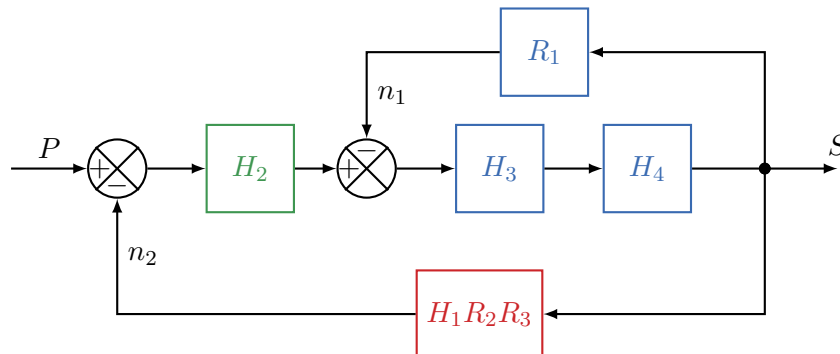 R₁
n₁
P
+
−
H₂
+
−
H₃
H₄
S
n₂
H₁R₂R₃